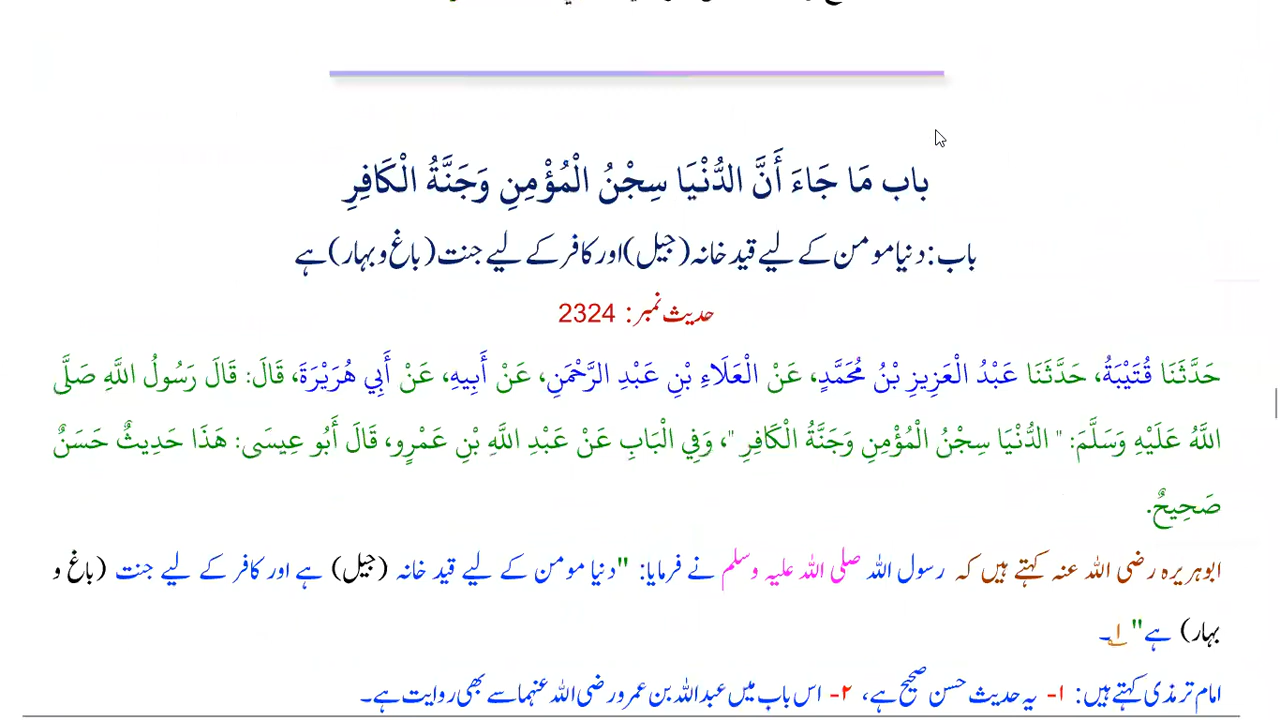 باب مَا جَاءَ أَنَّ الدُّنْيَا سِجْنُ الْمُؤْمِنِ وَجَنَّةُ الْكَافِرِ
باب: دنیا مومن کے لیے قید خانہ (جیل) اور کافر کے لیے جنت (باغ و بہار) ہے
حدیث نمبر: 2324
حَدَّثَنَا قُتَيْبَةُ، حَدَّثَنَا عَبْدُ الْعَزِيزِ بْنُ مُحَمَّدٍ، عَنْ الْعَلَاءِ بْنِ عَبْدِ الرَّحْمَنِ، عَنْ أَبِيهِ، عَنْ أَبِي هُرَيْرَةَ، قَالَ: قَالَ رَسُولُ اللَّهِ صَلَّى
اللَّهُ عَلَيْهِ وَسَلَّمَ: " الدُّنْيَا سِجْنُ الْمُؤْمِنِ وَجَنَّةُ الْكَافِرِ "، وَفِي الْبَابِ عَنْ عَبْدِ اللَّهِ بْنِ عَمْرٍو، قَالَ أَبُو عِيسَى: هَذَا حَدِيثٌ حَسَنٌ
صَحِيحٌ.
ابوہریرہ رضی الله عنہ کہتے ہیں کہ رسول اللہ صلی اللہ علیہ وسلم نے فرمایا: "دنیا مومن کے لیے قید خانہ (جیل) ہے اور کافر کے لیے جنت (باغ و
بہار) ہے" ۱؎۔
امام ترمذی کہتے ہیں: ۱- یہ حدیث حسن صحیح ہے، ۲- اس باب میں عبداللہ بن عمرو رضی الله عنہما سے بھی روایت ہے۔